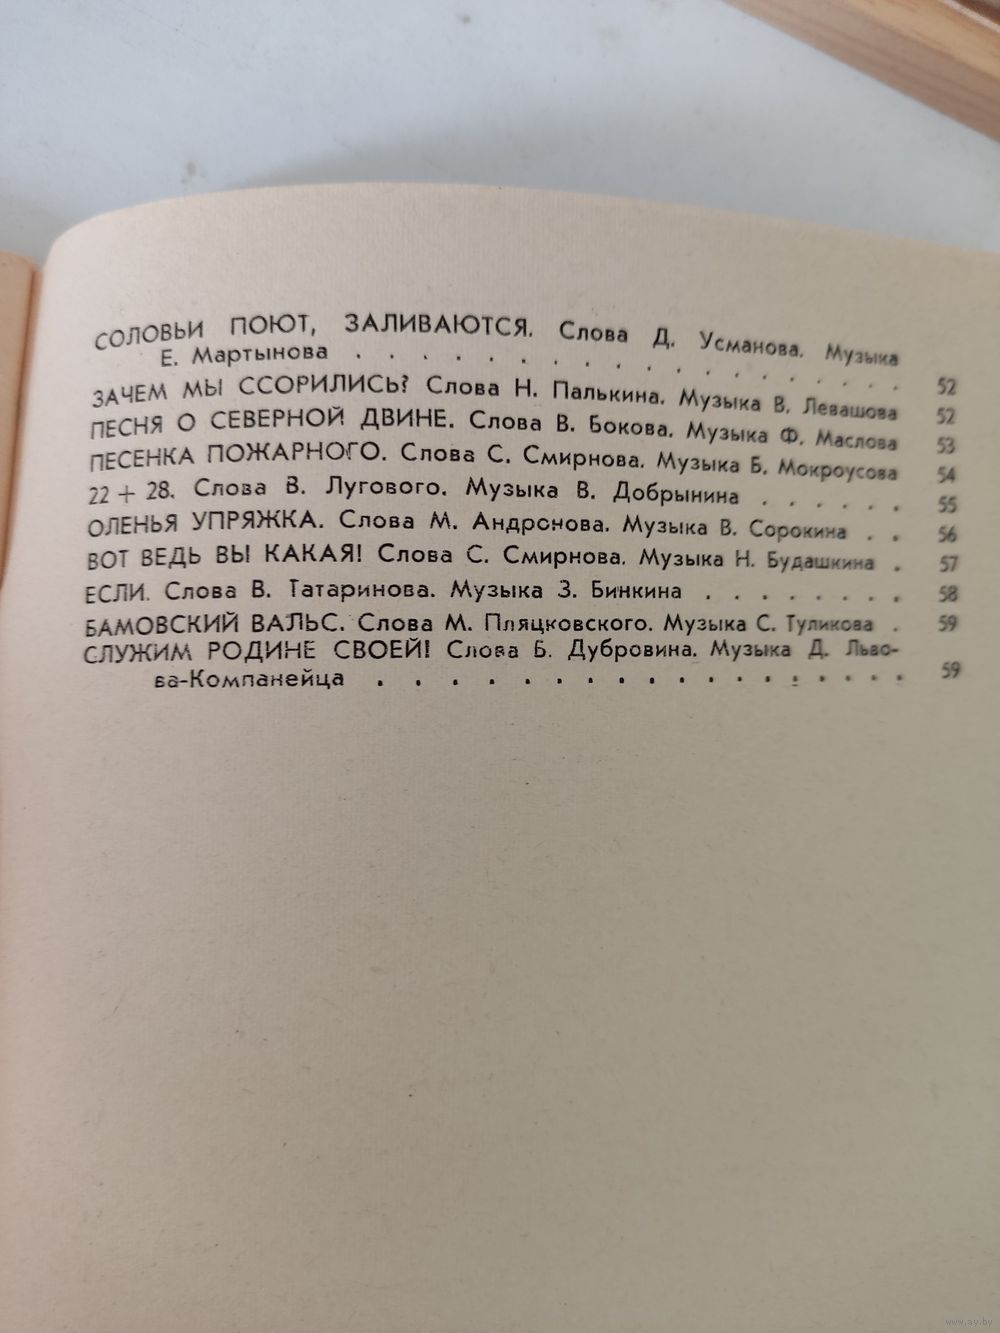 СОЛОВЬИ ПОЮТ, ЗАЛИВАЮТСЯ. Слова Д. Усманова. Музыка
Е. Мартынова . . . . . . . . . . . . . . . . . 52
ЗАЧЕМ МЫ ССОРИЛИСЬ? Слова Н. Палькина. Музыка В. Левашова 52
ПЕСНЯ О СЕВЕРНОЙ ДВИНЕ. Слова В. Бокова. Музыка Ф. Маслова 53
ПЕСЕНКА ПОЖАРНОГО. Слова С. Смирнова. Музыка Б. Мокроусова 54
22 + 28. Слова В. Лугового. Музыка В. Добрынина . . . . . . 55
ОЛЕНЬЯ УПРЯЖКА. Слова М. Андронова. Музыка В. Сорокина . . 56
ВОТ ВЕДЬ ВЫ КАКАЯ! Слова С. Смирнова. Музыка Н. Будашкина . 57
ЕСЛИ. Слова В. Татаринова. Музыка З. Бинкина . . . . . . . . 58
БАМОВСКИЙ ВАЛЬС. Слова М. Пляцковского. Музыка С. Туликова . 59
СЛУЖИМ РОДИНЕ СВОЕЙ! Слова Б. Дубровина. Музыка Д. Льво-
ва-Компанейца . . . . . . . . . . . . . . . . . 59
www.ay.by